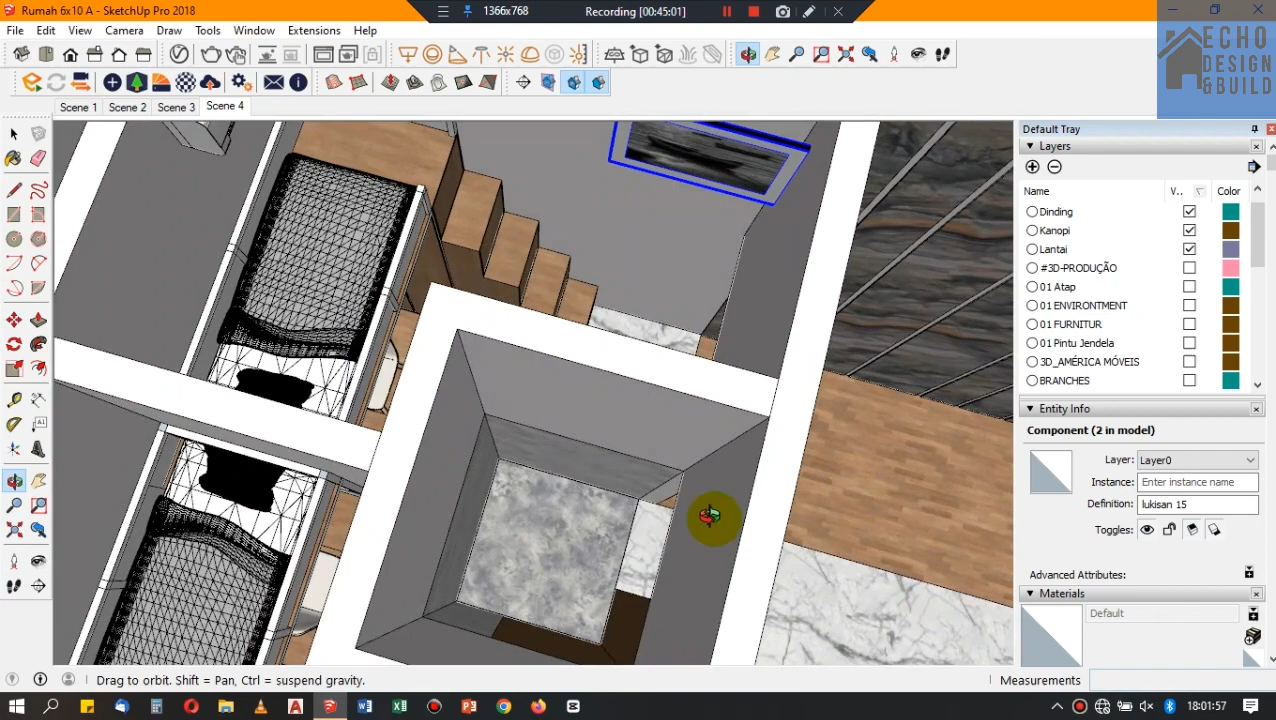 Rumah 6x10 A - SketchUp Pro 2018
1366x768
Recording [00:45:01]
ECHO
DESIGN
&BUILD
File Edit View Camera Draw Tools Window Extensions Help
Scene 1 Scene 2 Scene 3 Scene 4
Default Tray
Layers
Name V.. Color
Dinding
Kanopi
Lantai
#3D-PRODUÇÃO
01 Atap
01 ENVIRONTMENT
01 FURNITUR
01 Pintu Jendela
3D_AMÉRICA MÓVEIS
BRANCHES
Entity Info
Component (2 in model)
Layer: Layer0
Instance: Enter instance name
Definition: lukisan 15
Toggles:
Advanced Attributes:
Materials
Default
Drag to orbit. Shift = Pan, Ctrl = suspend gravity.
Measurements
18:01:57